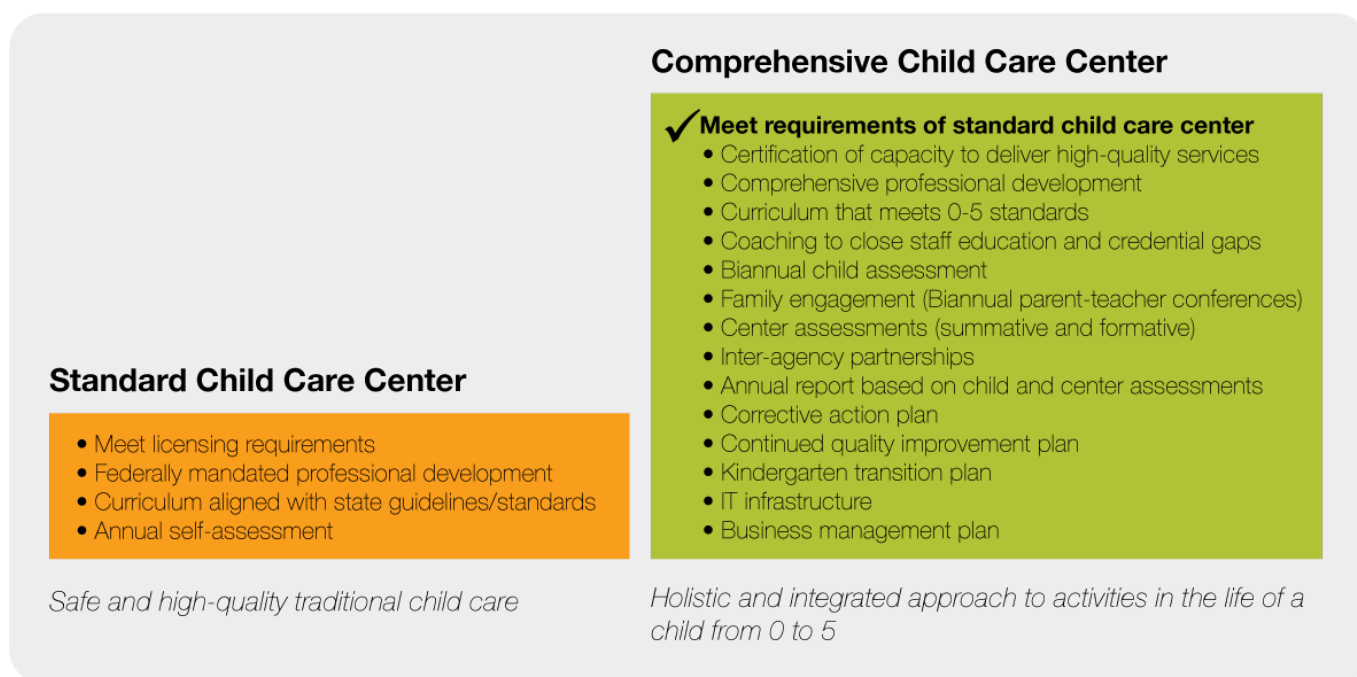 Comprehensive Child Care Center
✓Meet requirements of standard child care center
• Certification of capacity to deliver high-quality services
• Comprehensive professional development
• Curriculum that meets 0-5 standards
• Coaching to close staff education and credential gaps
• Biannual child assessment
• Family engagement (Biannual parent-teacher conferences)
• Center assessments (summative and formative)
• Inter-agency partnerships
• Annual report based on child and center assessments
• Corrective action plan
• Continued quality improvement plan
• Kindergarten transition plan
• IT infrastructure
• Business management plan
Holistic and integrated approach to activities in the life of a
child from 0 to 5
Standard Child Care Center
• Meet licensing requirements
• Federally mandated professional development
• Curriculum aligned with state guidelines/standards
• Annual self-assessment
Safe and high-quality traditional child care